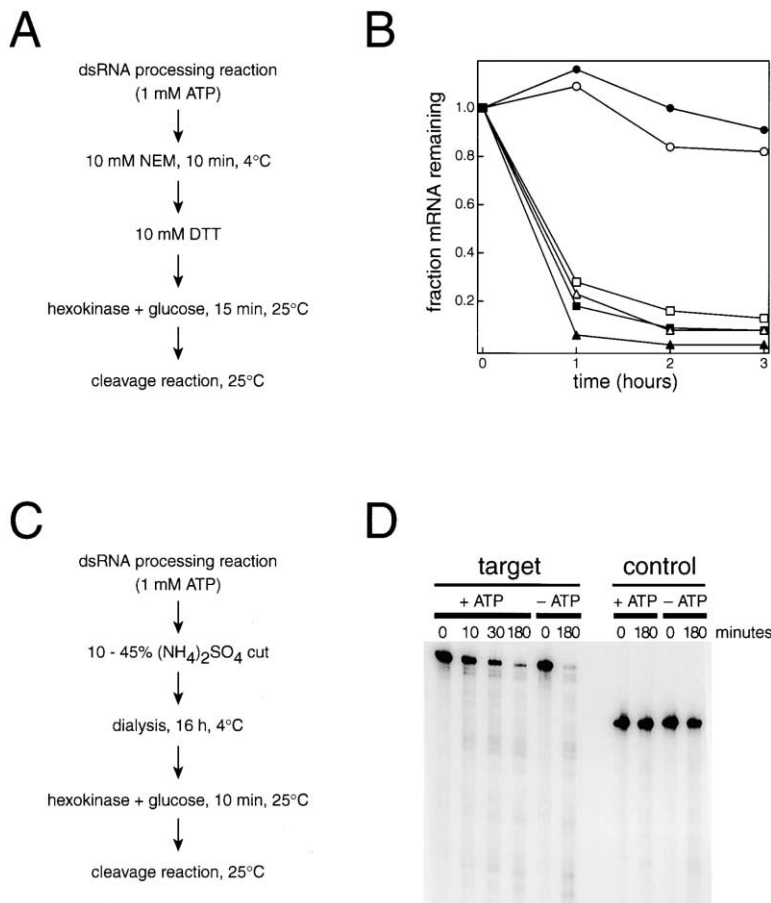 A
dsRNA processing reaction
(1 mM ATP)
10 mM NEM, 10 min, 4°C
10 mM DTT
hexokinase + glucose, 15 min, 25°C
cleavage reaction, 25°C
B
fraction mRNA remaining
1.0
0.8
0.6
0.4
0.2
0 1 2 3
time (hours)
C
dsRNA processing reaction
(1 mM ATP)
10 - 45% (NH4)2SO4 cut
dialysis, 16 h, 4°C
hexokinase + glucose, 10 min, 25°C
cleavage reaction, 25°C
D
target control
+ ATP – ATP + ATP – ATP
0 10 30 180 0 180 0 180 0 180 minutes